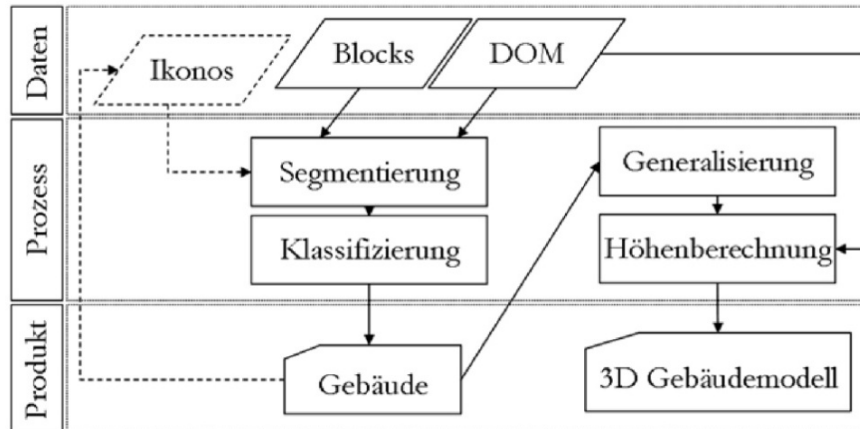 Daten
Ikonos
Blocks
DOM
Prozess
Segmentierung
Generalisierung
Klassifizierung
Höhenberechnung
Produkt
Gebäude
3D Gebäudemodell